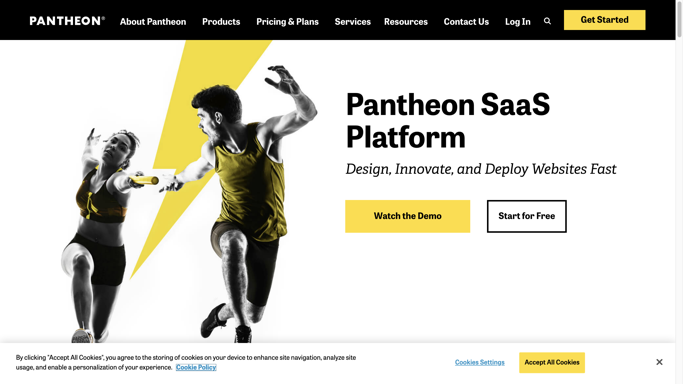 PANTHEON®
About Pantheon
Products
Pricing & Plans
Services
Resources
Contact Us
Log In
Get Started
Pantheon SaaS
Platform
Design, Innovate, and Deploy Websites Fast
Watch the Demo
Start for Free
By clicking "Accept All Cookies", you agree to the storing of cookies on your device to enhance site navigation, analyze site
usage, and enable a personalization of your experience. Cookie Policy
Cookies Settings
Accept All Cookies